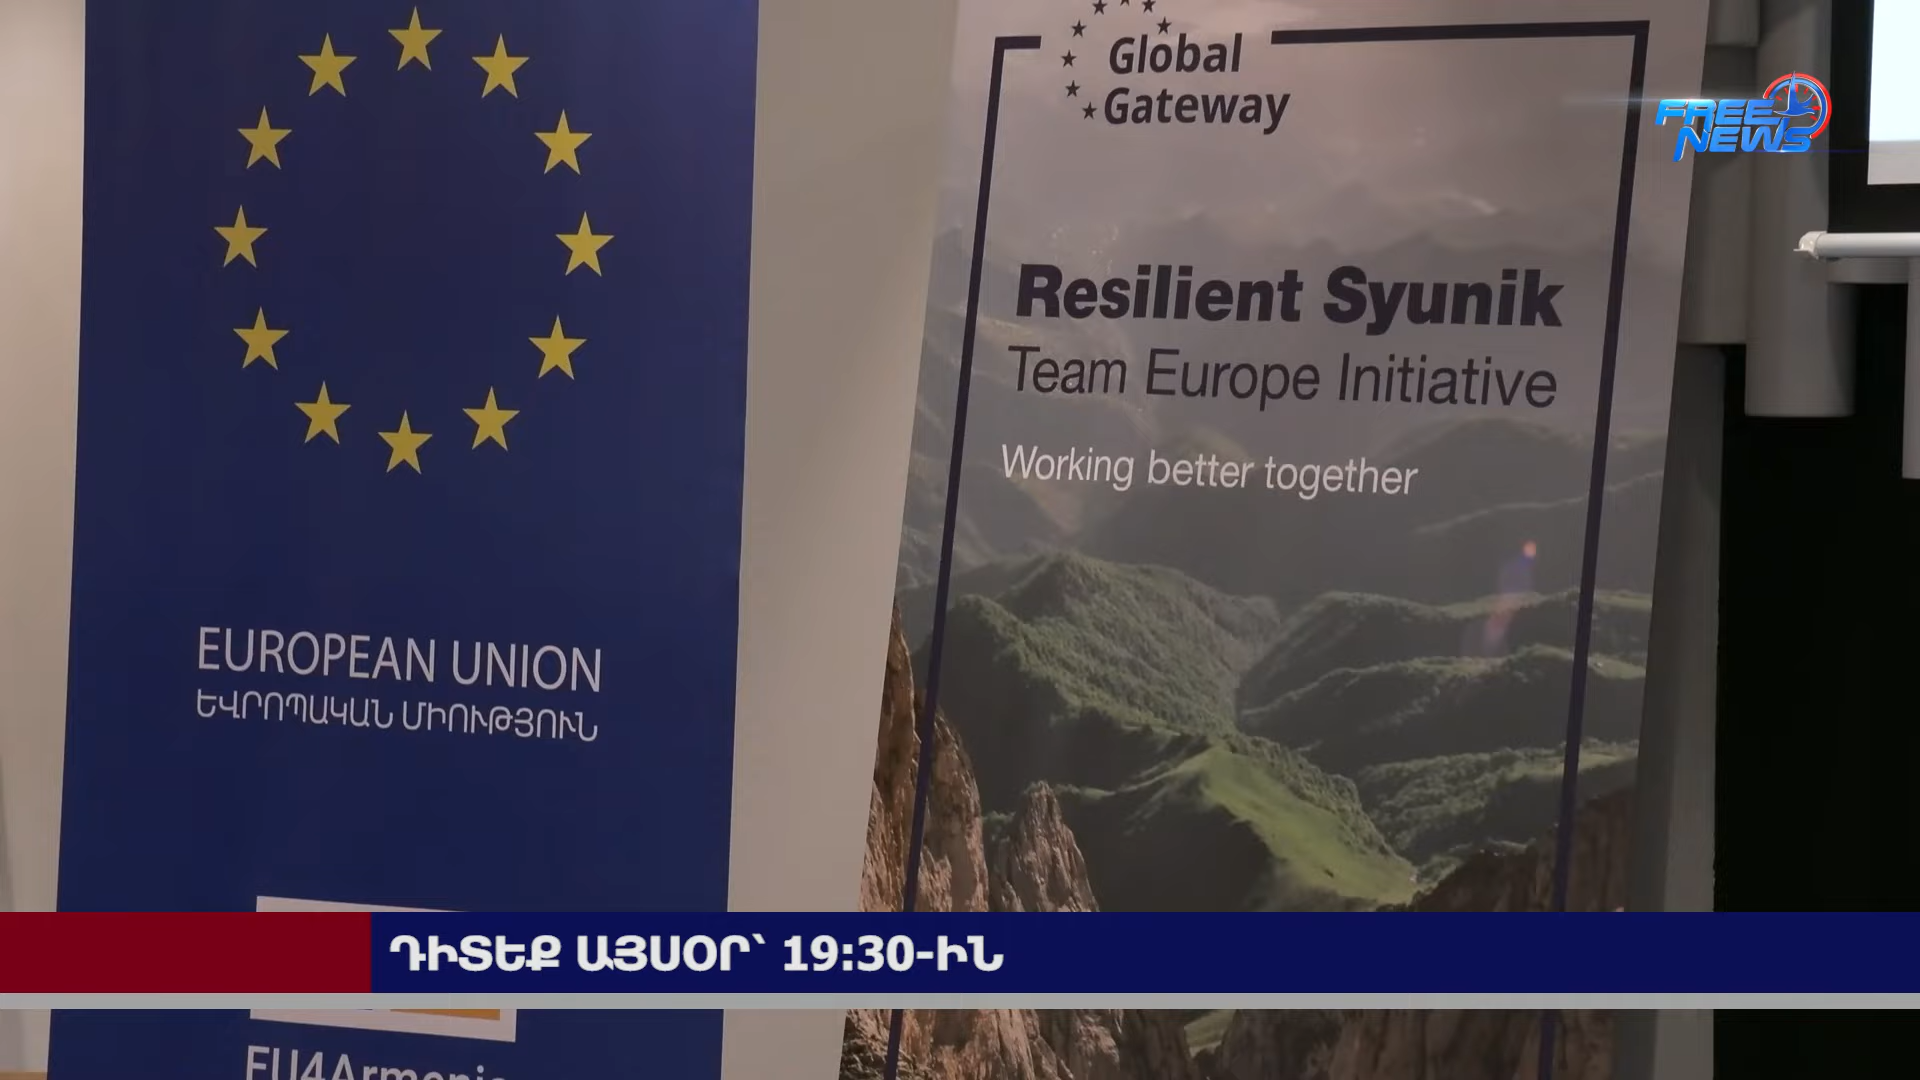 EUROPEAN UNION
ԵՎՐՈՊԱԿԱՆ ՄԻՈՒԹՅՈՒՆ
EU4Armenia
Global
Gateway
Resilient Syunik
Team Europe Initiative
Working better together
FREE
NEWS
ԴԻՏԵՔ ԱՅՍՕՐ՝ 19:30-ԻՆ